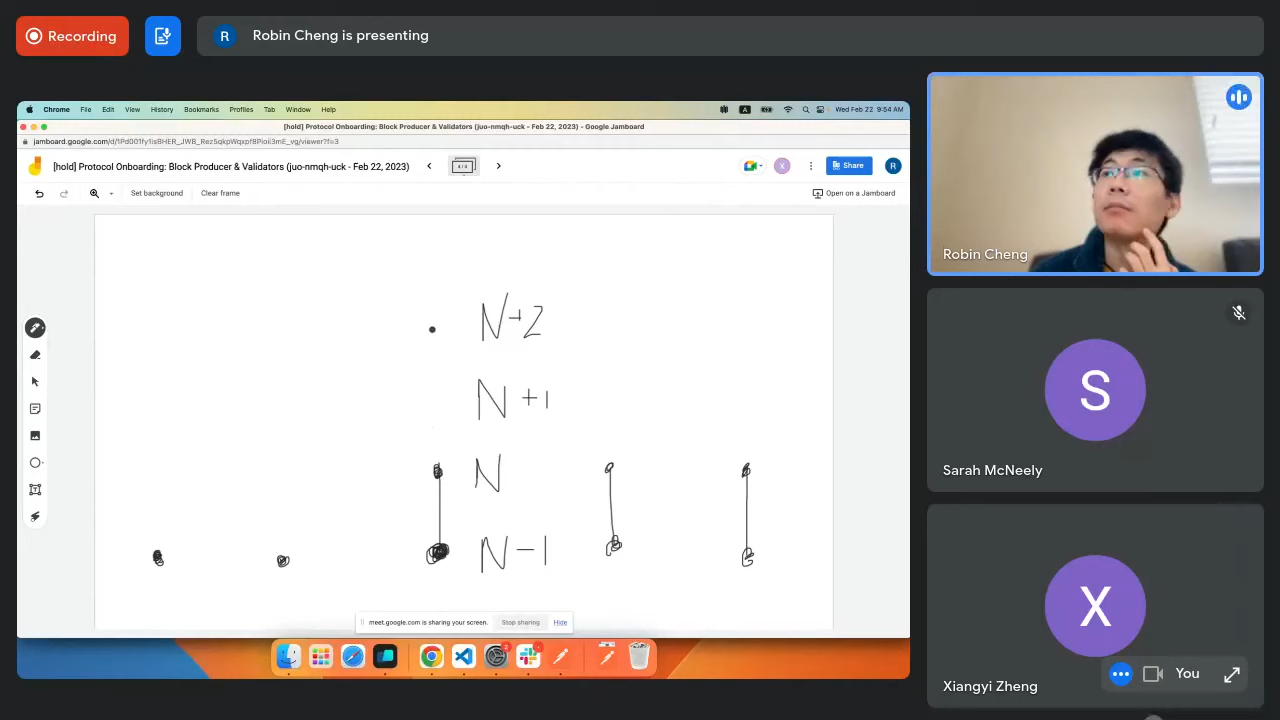 Recording
R
Robin Cheng is presenting
Chrome File Edit View History Bookmarks Profiles Tab Window Help
A
Wed Feb 22 9:54 AM
[hold] Protocol Onboarding: Block Producer & Validators (juo-nmqh-uck - Feb 22, 2023) - Google Jamboard
[hold] Protocol Onboarding: Block Producer & Validators (juo-nmqh-uck - Feb 22, 2023)
X
Share
R
Set background
Clear frame
Open on a Jamboard
N+2
N+1
N
N-1
meet.google.com is sharing your screen.
Stop sharing
Hide
Robin Cheng
S
Sarah McNeely
X
Xiangyi Zheng
You